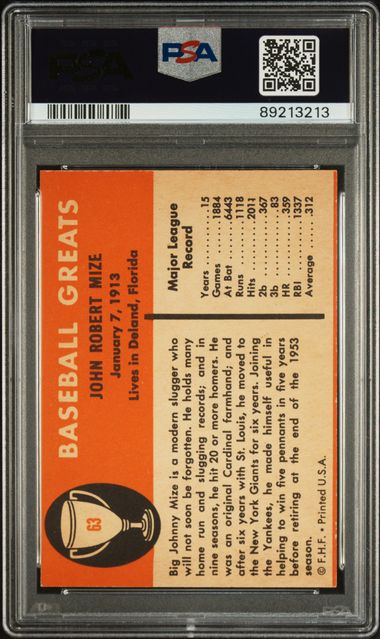 PSA
PSA
89213213
BASEBALL GREATS
63
JOHN ROBERT MIZE
January 7, 1913
Lives in Deland, Florida
Big Johnny Mize is a modern slugger who
will not soon be forgotten. He holds many
home run and slugging records; and in
nine seasons, he hit 20 or more homers. He
was an original Cardinal farmhand; and
after six years with St. Louis, he moved to
the New York Giants for six years. Joining
the Yankees, he made himself useful in
helping to win five pennants in five years
before retiring at the end of the 1953
season.
© F.H.F. • Printed U.S.A.
Major League
Record
Years ............15
Games ......1884
At Bat ......6443
Runs ........1118
Hits ..........2011
2b ..............367
3b ................83
HR ..............359
RBI ............1337
Average ......312
PSA